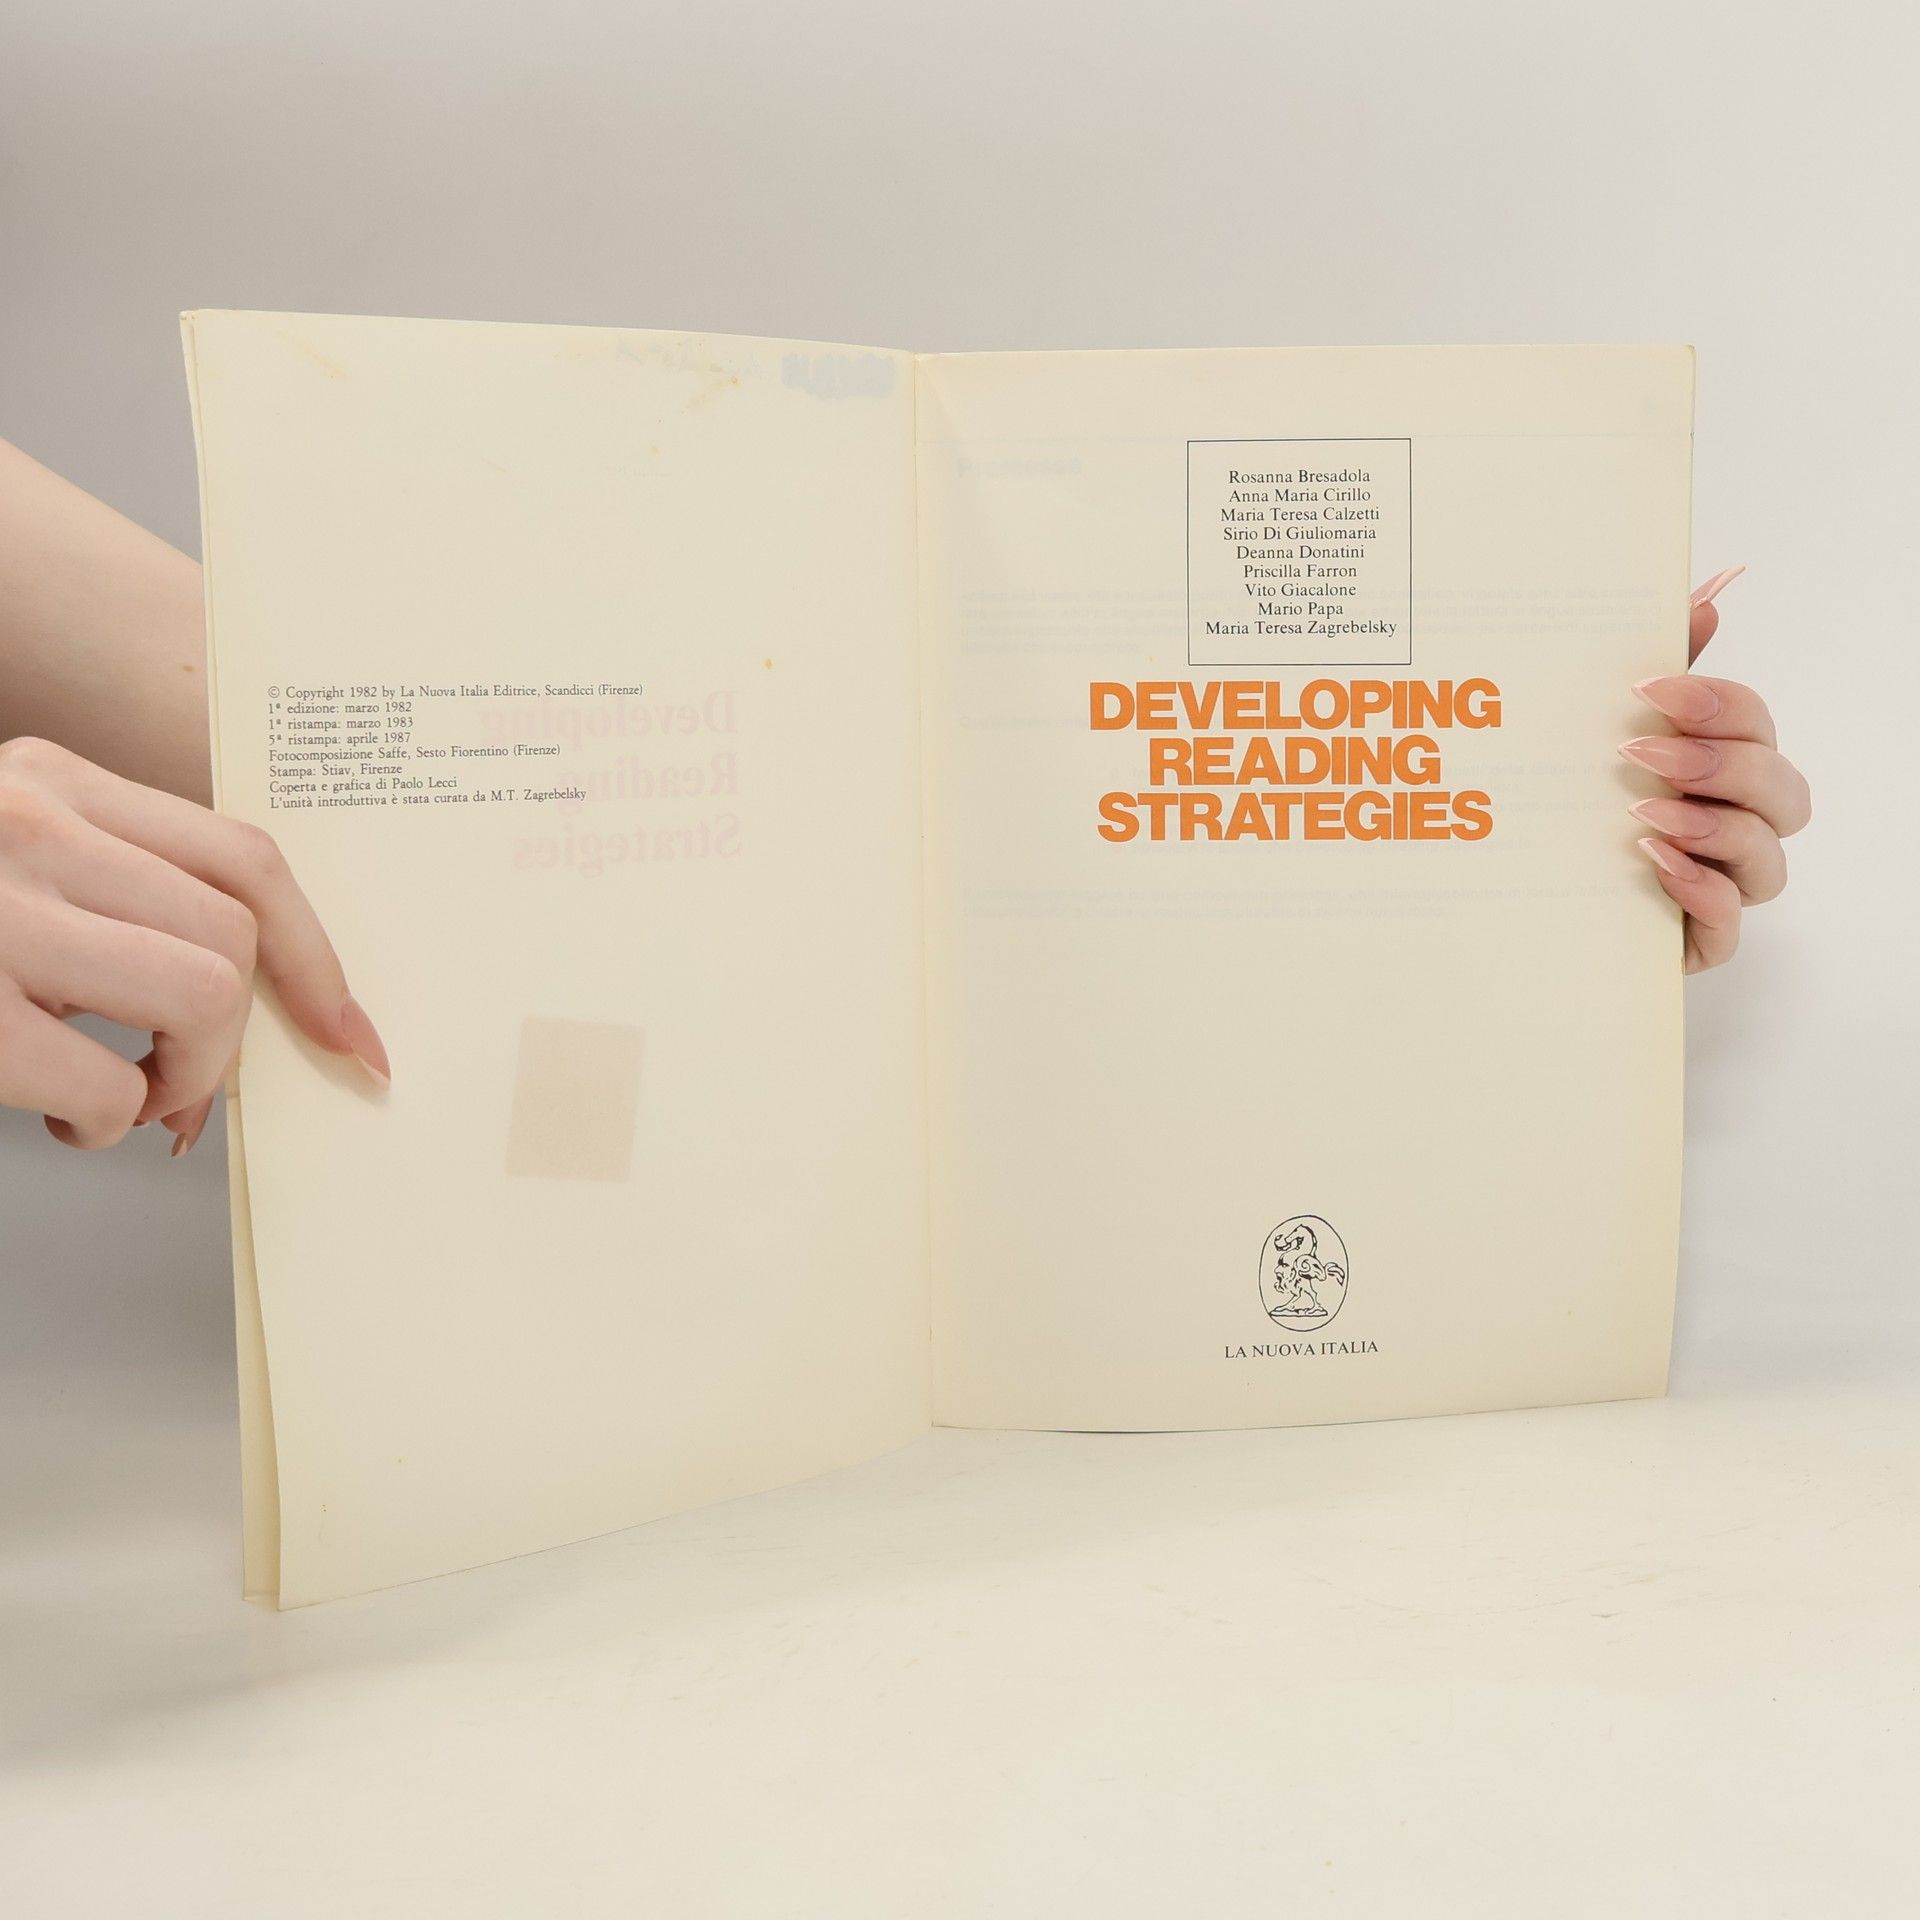 © Copyright 1982 by La Nuova Italia Editrice, Scandicci (Firenze)
1ª edizione: marzo 1982
1ª ristampa: marzo 1983
5ª ristampa: aprile 1987
Fotocomposizione Saffe, Sesto Fiorentino (Firenze)
Stampa: Stiav, Firenze
Coperta e grafica di Paolo Lecci
L'unità introduttiva è stata curata da M.T. Zagrebelsky
Developing
Reading
Strategies
Rosanna Bresadola
Anna Maria Cirillo
Maria Teresa Calzetti
Sirio Di Giuliomaria
Deanna Donatini
Priscilla Farron
Vito Giacalone
Mario Papa
Maria Teresa Zagrebelsky
DEVELOPING
READING
STRATEGIES
LA NUOVA ITALIA